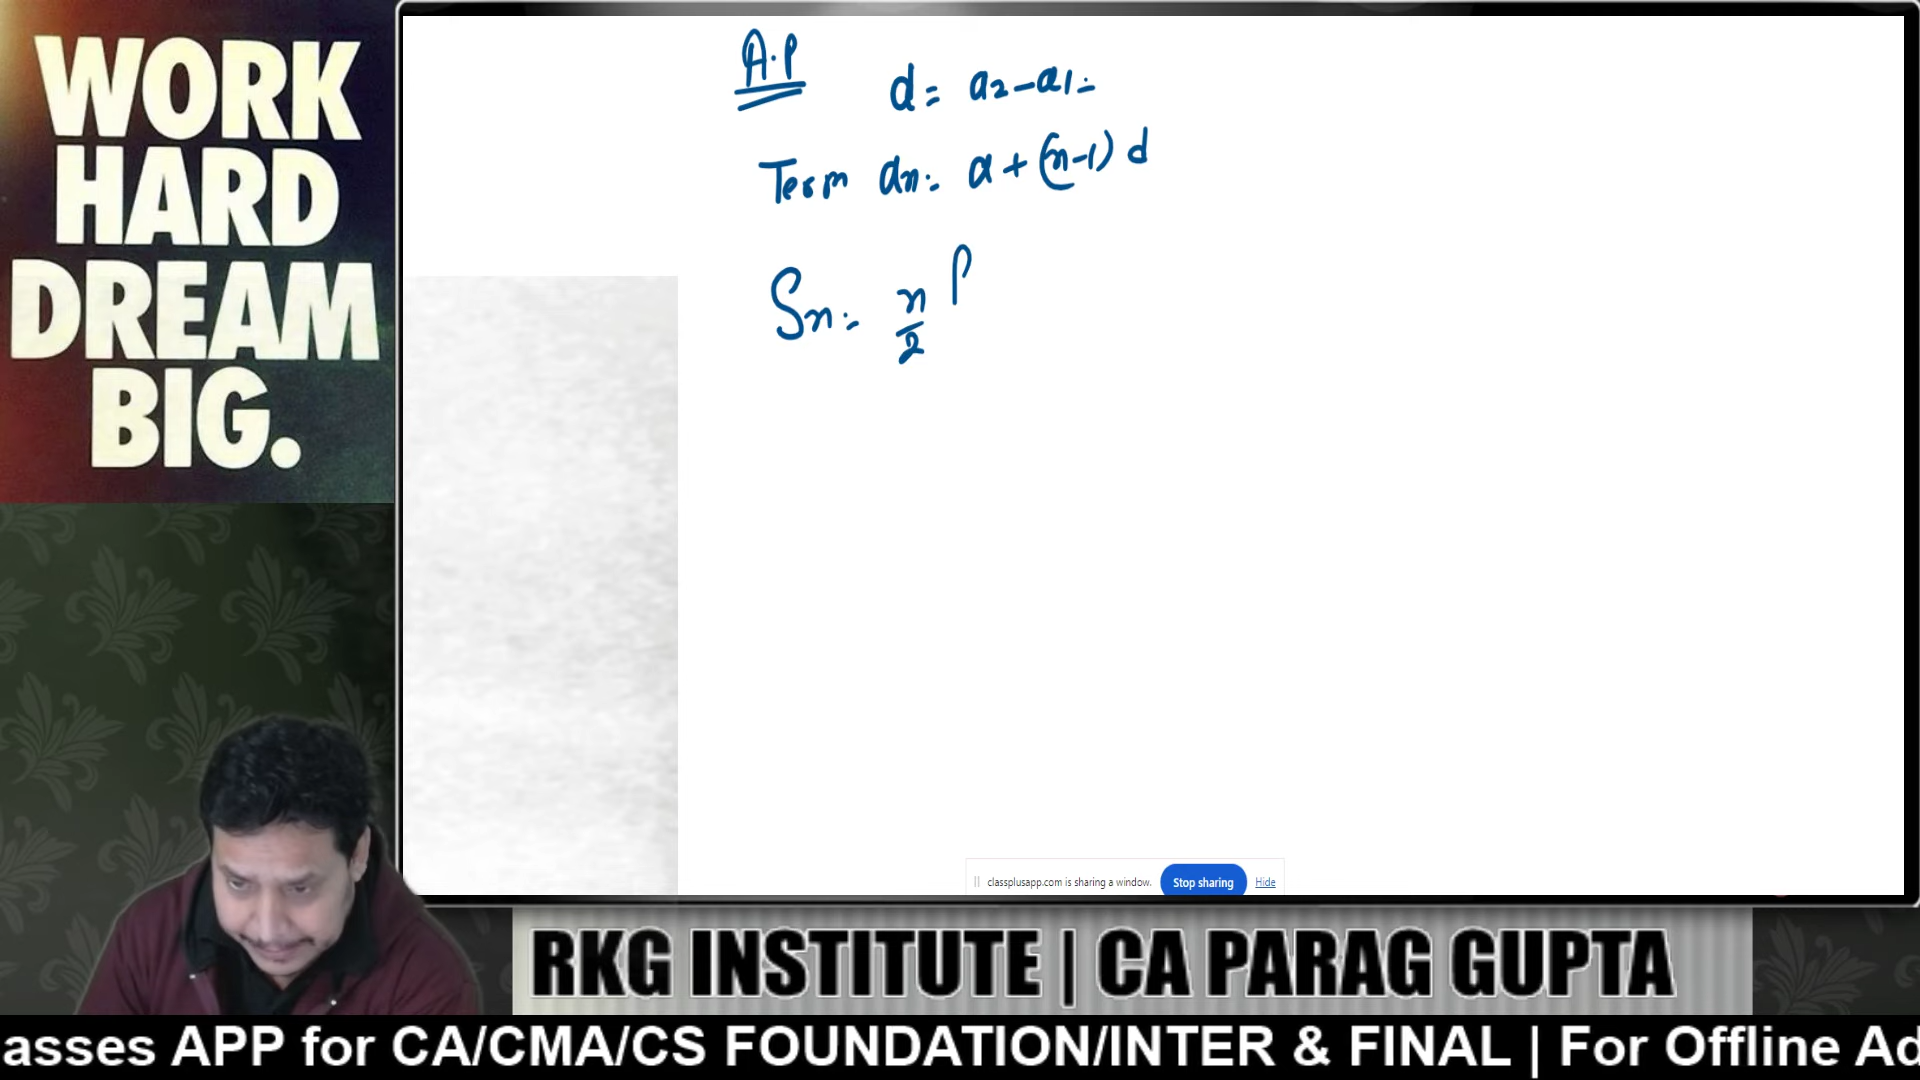 WORK
HARD
DREAM
BIG.
A.P
d = a2 - a1 =
Term an = a + (n-1) d
Sn = n/2 [
classplusapp.com is sharing a window. Stop sharing Hide
RKG INSTITUTE | CA PARAG GUPTA
asses APP for CA/CMA/CS FOUNDATION/INTER & FINAL | For Offline Ad